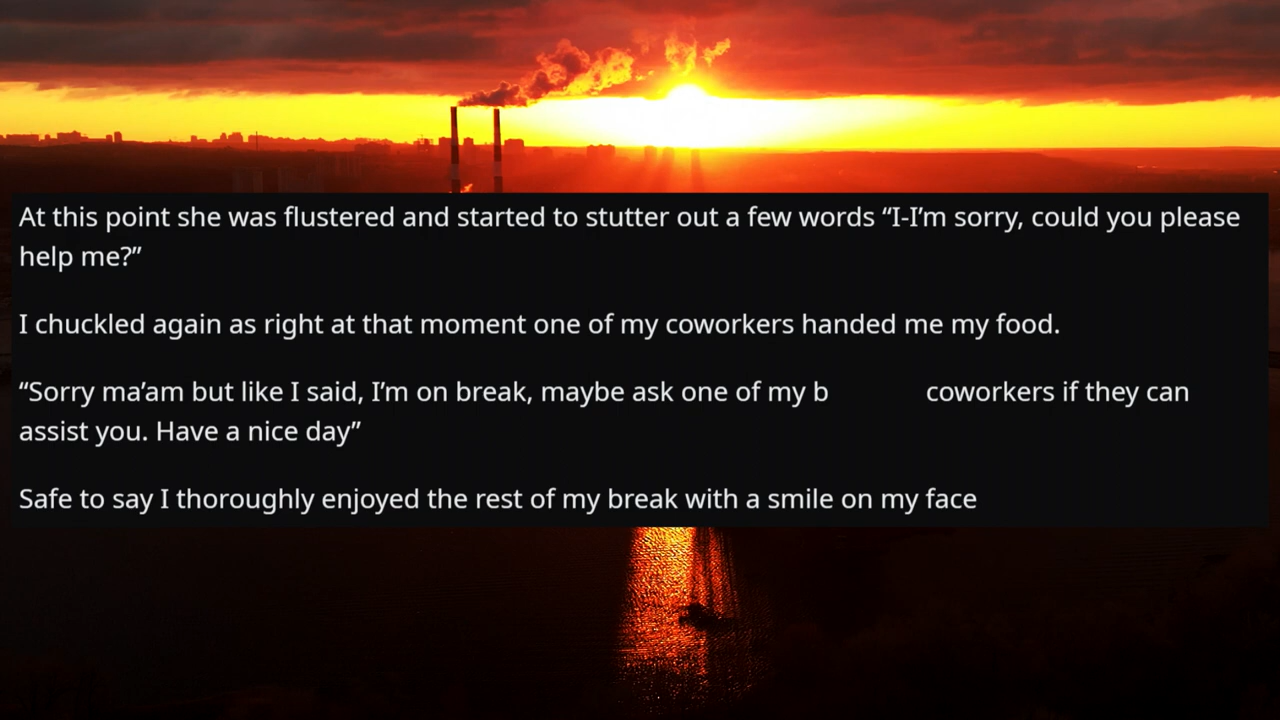 At this point she was flustered and started to stutter out a few words “I-I’m sorry, could you please
help me?”
I chuckled again as right at that moment one of my coworkers handed me my food.
“Sorry ma’am but like I said, I’m on break, maybe ask one of my b coworkers if they can
assist you. Have a nice day”
Safe to say I thoroughly enjoyed the rest of my break with a smile on my face